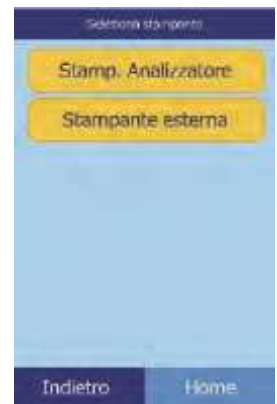 Seleziona stampante
Stamp. Analizzatore
Stampante esterna
Indietro Home